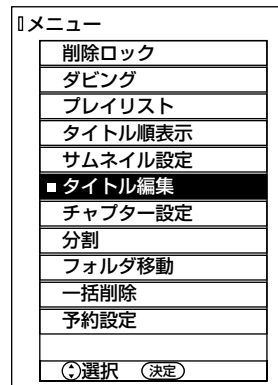 メニュー
削除ロック
ダビング
プレイリスト
タイトル順表示
サムネイル設定
タイトル編集
チャプター設定
分割
フォルダ移動
一括削除
予約設定
選択 決定